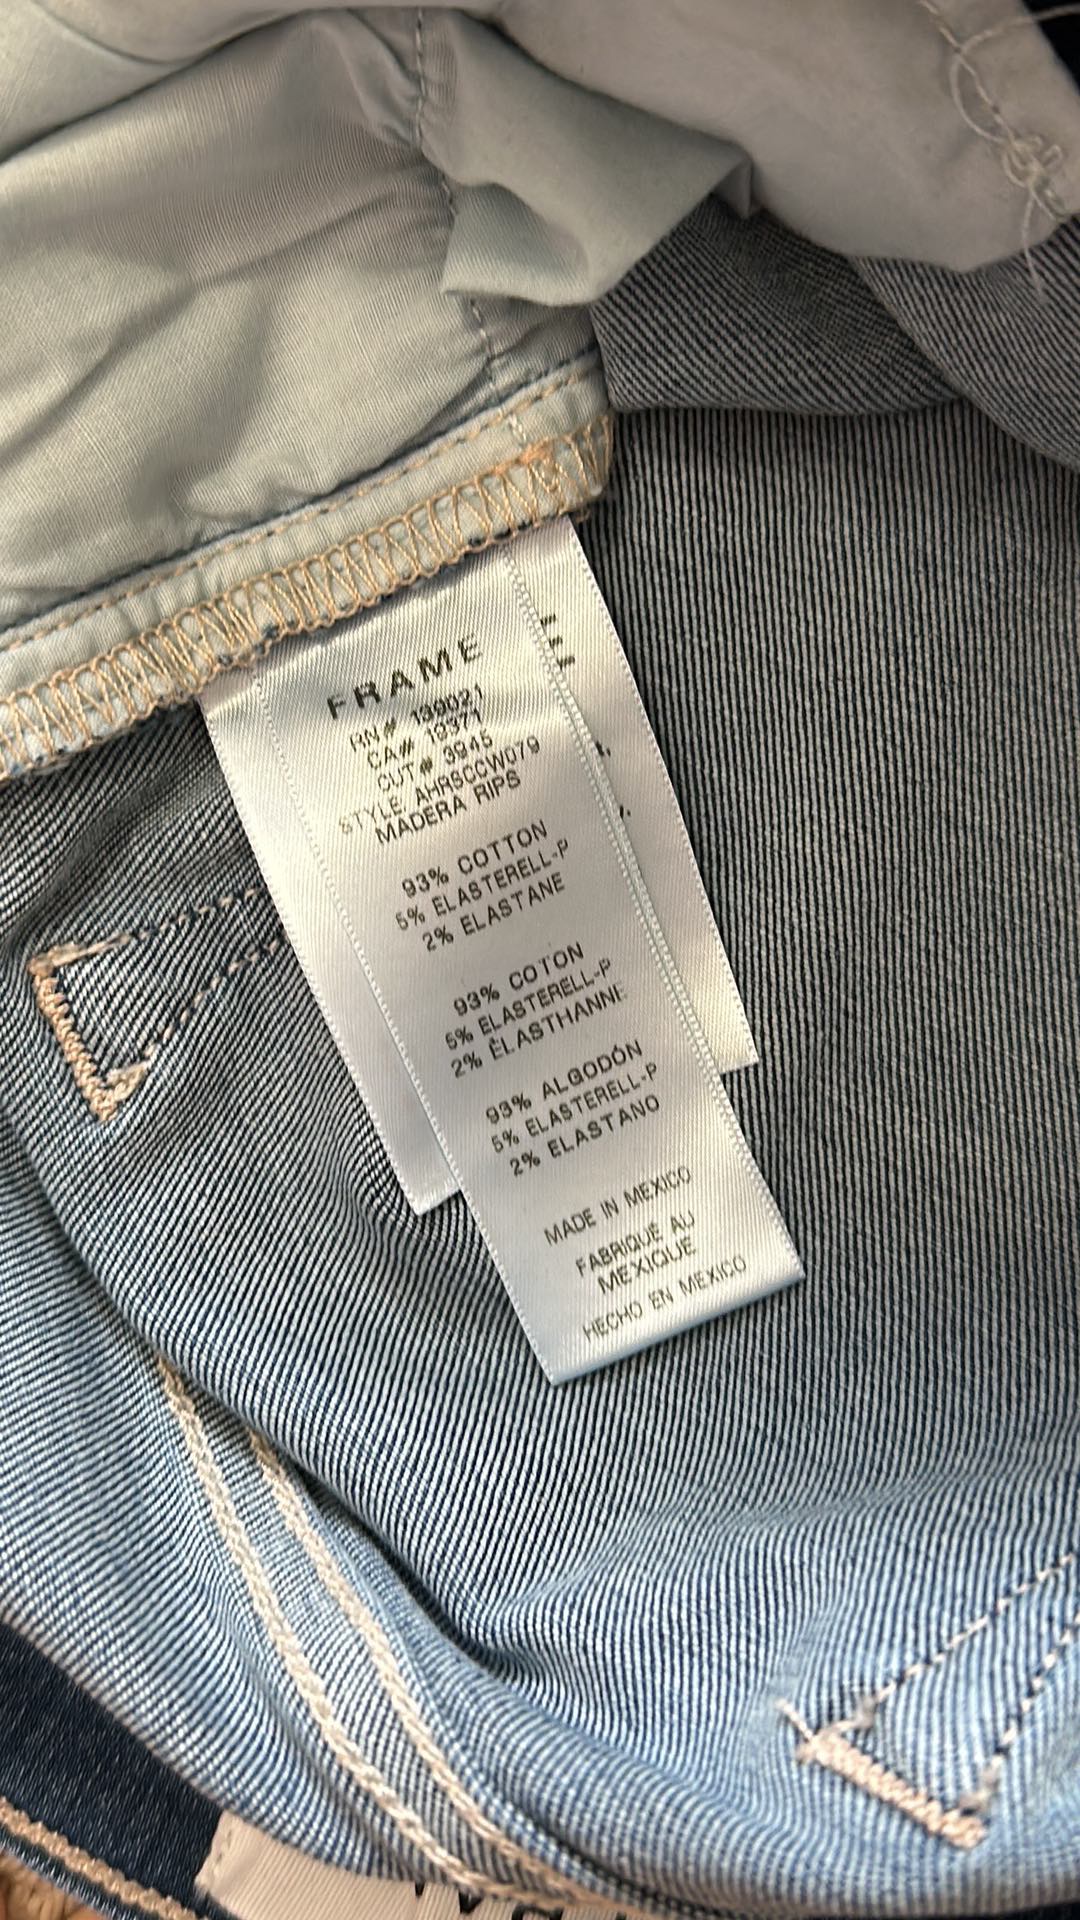 FRAME
RN# 139021
CA# 19377
CUT# 3945
STYLE AHRSCCW079
MADERA RIPS
93% COTTON
5% ELASTERELL-P
2% ELASTANE
93% COTON
5% ELASTERELL-P
2% ÉLASTHANNE
93% ALGODÓN
5% ELASTERELL-P
2% ELASTANO
MADE IN MEXICO
FABRIQUÉ AU
MEXIQUE
HECHO EN MEXICO